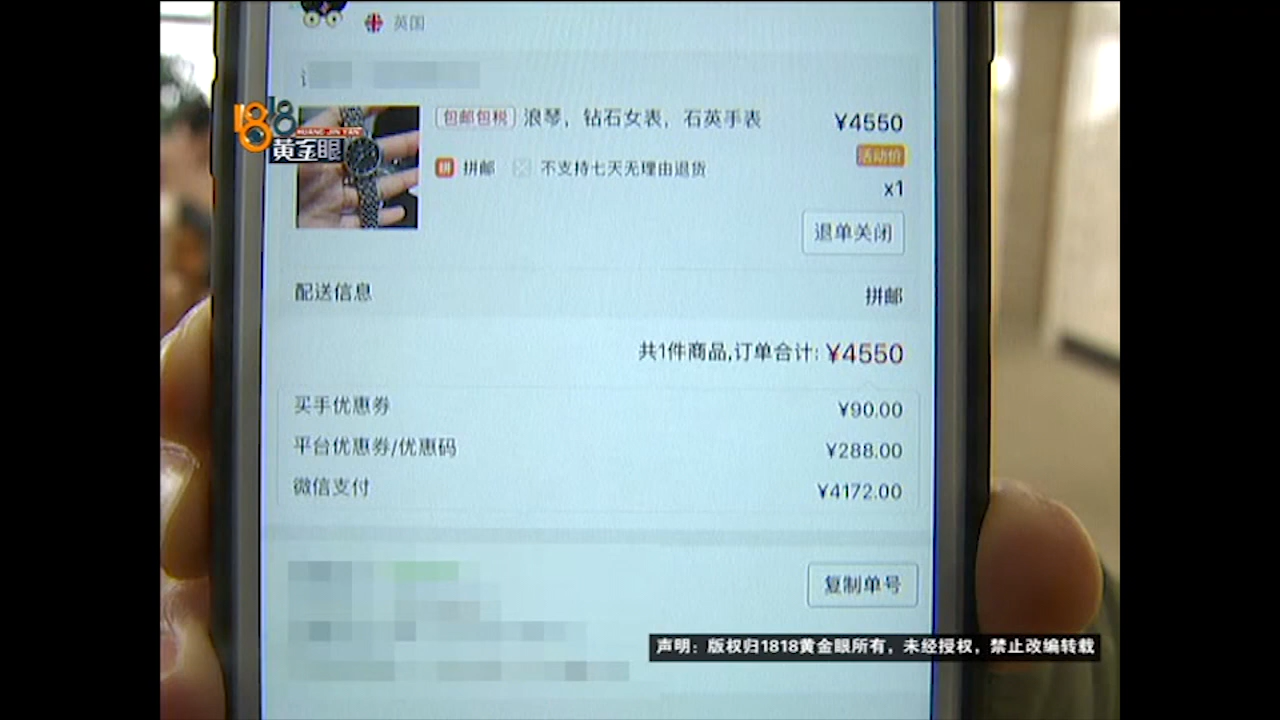 英国
1818
HUANG JIN YAN
黄金眼
包邮包税 浪琴,钻石女表,石英手表 ¥4550
活动价
拼 拼邮 不支持七天无理由退货
x1
退单关闭
配送信息 拼邮
共1件商品,订单合计: ¥4550
买手优惠券 ¥90.00
平台优惠券/优惠码 ¥288.00
微信支付 ¥4172.00
复制单号
声明:版权归1818黄金眼所有,未经授权,禁止改编转载